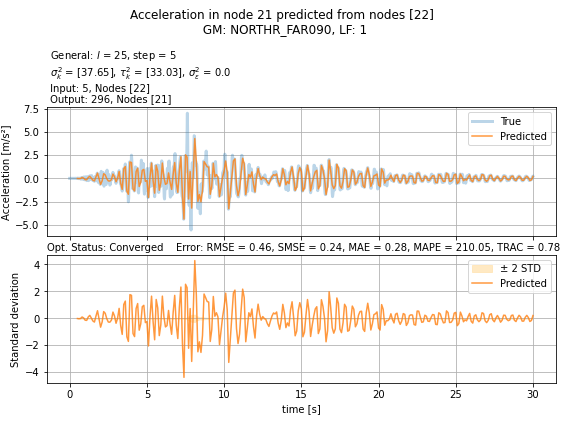 Acceleration in node 21 predicted from nodes [22]
GM: NORTHR_FAR090, LF: 1
General: l = 25, step = 5
σ²ₖ = [37.65], τ²ₖ = [33.03], σ²ε = 0.0
Input: 5, Nodes [22]
Output: 296, Nodes [21]
Acceleration [m/s²]
7.5
5.0
2.5
0.0
−2.5
−5.0
True
Predicted
Opt. Status: Converged Error: RMSE = 0.46, SMSE = 0.24, MAE = 0.28, MAPE = 210.05, TRAC = 0.78
Standard deviation
4
2
0
−2
−4
± 2 STD
Predicted
0 5 10 15 20 25 30
time [s]